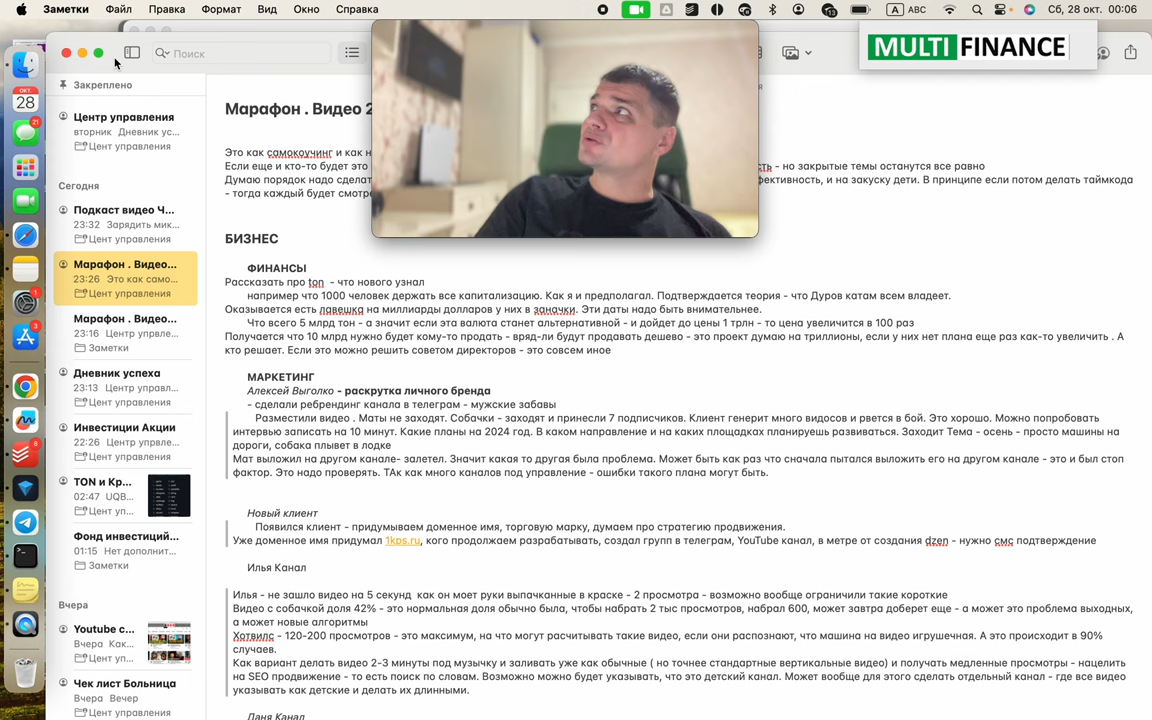 Заметки Файл Правка Формат Вид Окно Справка
A ABC
Сб, 28 окт. 00:06
Поиск
MULTI FINANCE
ОКТ.
28
21
1
3
8
Закреплено
Центр управления
вторник Дневник ус...
Центр управления
Сегодня
Подкаст видео Ч...
23:32 Зарядить мик...
Цент управления
Марафон . Видео...
23:26 Это как само...
Цент управления
Марафон . Видео...
23:16 Центр упрвле...
Заметки
Дневник успеха
23:13 Центр управл...
Цент управления
Инвестиции Акции
22:26 Центр упрвле...
Цент управления
TON и Кр...
02:47 UQB...
Цент уп...
Фонд инвестиций...
01:15 Нет дополнит...
Заметки
Вчера
Youtube с...
Вчера Как...
Цент уп...
Чек лист Больница
Вчера Вечер
Цент управления
Марафон . Видео 2
Это как самокоучинг и как н
Если еще и кто-то будет это
сть - но закрытые темы останутся все равно
Думаю порядок надо сделат
фективность, и на закуску дети. В принципе если потом делать таймкода
- тогда каждый будет смотр
БИЗНЕС
ФИНАНСЫ
Рассказать про ton - что нового узнал
например что 1000 человек держать все капитализацию. Как я и предполагал. Подтверждается теория - что Дуров катам всем владеет.
Оказывается есть лавешка на миллиарды долларов у них в заначки. Эти даты надо быть внимательнее.
Что всего 5 млрд тон - а значит если эта валюта станет альтернативной - и дойдет до цены 1 трлн - то цена увеличится в 100 раз
Получается что 10 млрд нужно будет кому-то продать - вряд-ли будут продавать дешево - это проект думаю на триллионы, если у них нет плана еще раз как-то увеличить . А
кто решает. Если это можно решить советом директоров - это совсем иное
МАРКЕТИНГ
Алексей Выголко - раскрутка личного бренда
- сделали ребрендинг канала в телеграм - мужские забавы
Разместили видео . Маты не заходят. Собачки - заходят и принесли 7 подписчиков. Клиент генерит много видосов и рвется в бой. Это хорошо. Можно попробовать
интервью записать на 10 минут. Какие планы на 2024 год. В каком направление и на каких площадках планируешь развиваться. Заходит Тема - осень - просто машины на
дороги, собака плывет в лодке
Мат выложил на другом канале- залетел. Значит какая то другая была проблема. Может быть как раз что сначала пытался выложить его на другом канале - это и был стоп
фактор. Это надо проверять. ТАк как много каналов под управление - ошибки такого плана могут быть.
Новый клиент
Появился клиент - придумываем доменное имя, торговую марку, думаем про стратегию продвижения.
Уже доменное имя придумал 1kps.ru, кого продолжаем разрабатывать, создал групп в телеграм, YouTube канал, в метре от создания dzen - нужно смс подтверждение
Илья Канал
Илья - не зашло видео на 5 секунд как он моет руки выпачканные в краске - 2 просмотра - возможно вообще ограничили такие короткие
Видео с собачкой доля 42% - это нормальная доля обычно была, чтобы набрать 2 тыс просмотров, набрал 600, может завтра доберет еще - а может это проблема выходных,
а может новые алгоритмы
Хотвилс - 120-200 просмотров - это максимум, на что могут расчитывать такие видео, если они распознают, что машина на видео игрушечная. А это происходит в 90%
случаев.
Как вариант делать видео 2-3 минуты под музычку и заливать уже как обычные ( но точнее стандартные вертикальные видео) и получать медленные просмотры - нацелить
на SEO продвижение - то есть поиск по словам. Возможно можно будет указывать, что это детский канал. Может вообще для этого сделать отдельный канал - где все видео
указывать как детские и делать их длинными.
Даня Канал